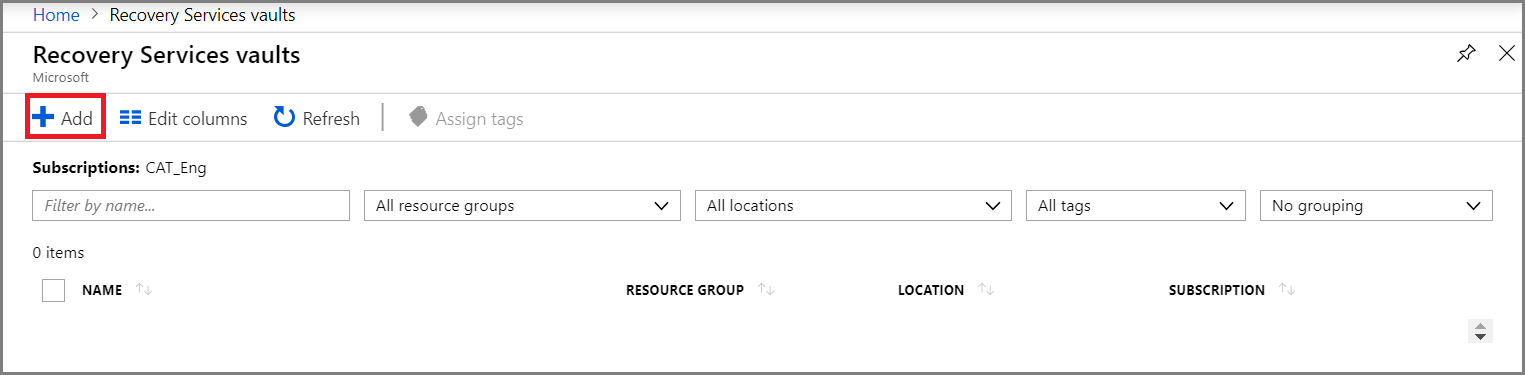 Home > Recovery Services vaults
Recovery Services vaults
Microsoft
Add Edit columns Refresh Assign tags
Subscriptions: CAT_Eng
Filter by name... All resource groups All locations All tags No grouping
0 items
NAME RESOURCE GROUP LOCATION SUBSCRIPTION